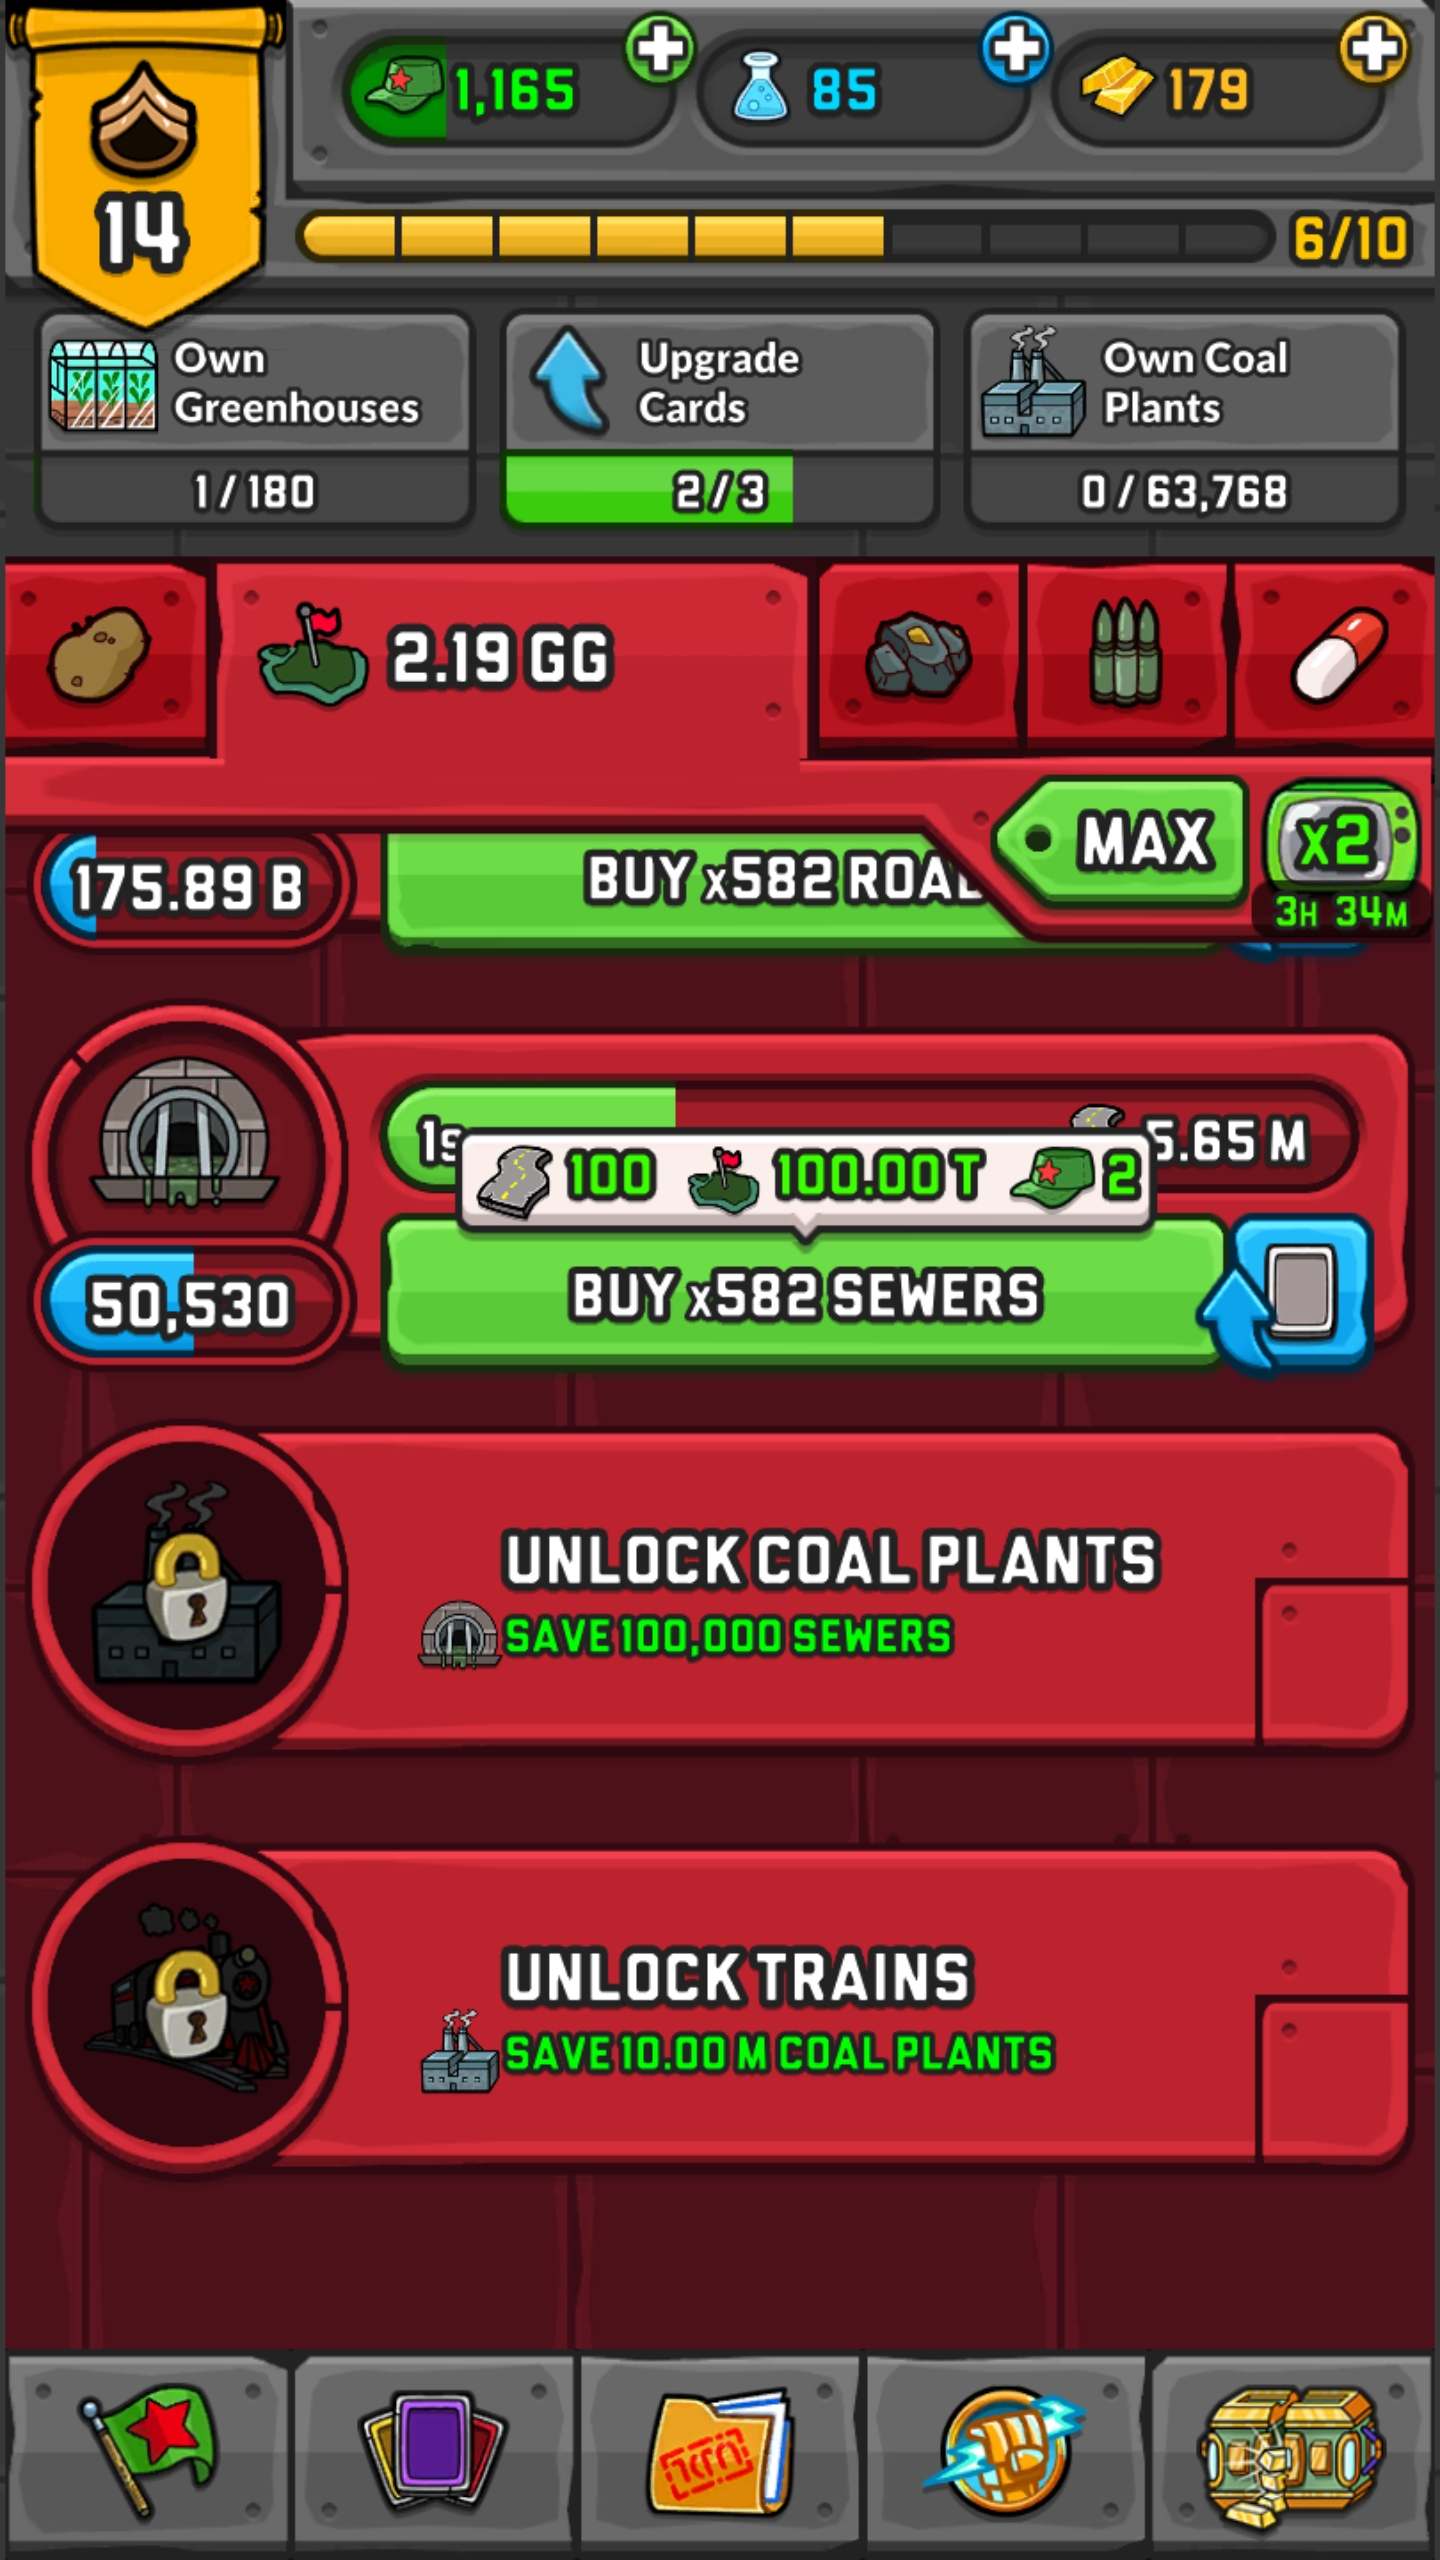 1,165
85
179
14
6/10
Own
Greenhouses
1/180
Upgrade
Cards
2/3
Own Coal
Plants
0/63,768
2.19 GG
MAX
x2
3H 34M
175.89 B
BUY x582
1s
5.65 M
100
100.00 T
2
50,530
BUY x582 SEWERS
UNLOCK COAL PLANTS
SAVE 100,000 SEWERS
UNLOCK TRAINS
SAVE 10.00 M COAL PLANTS